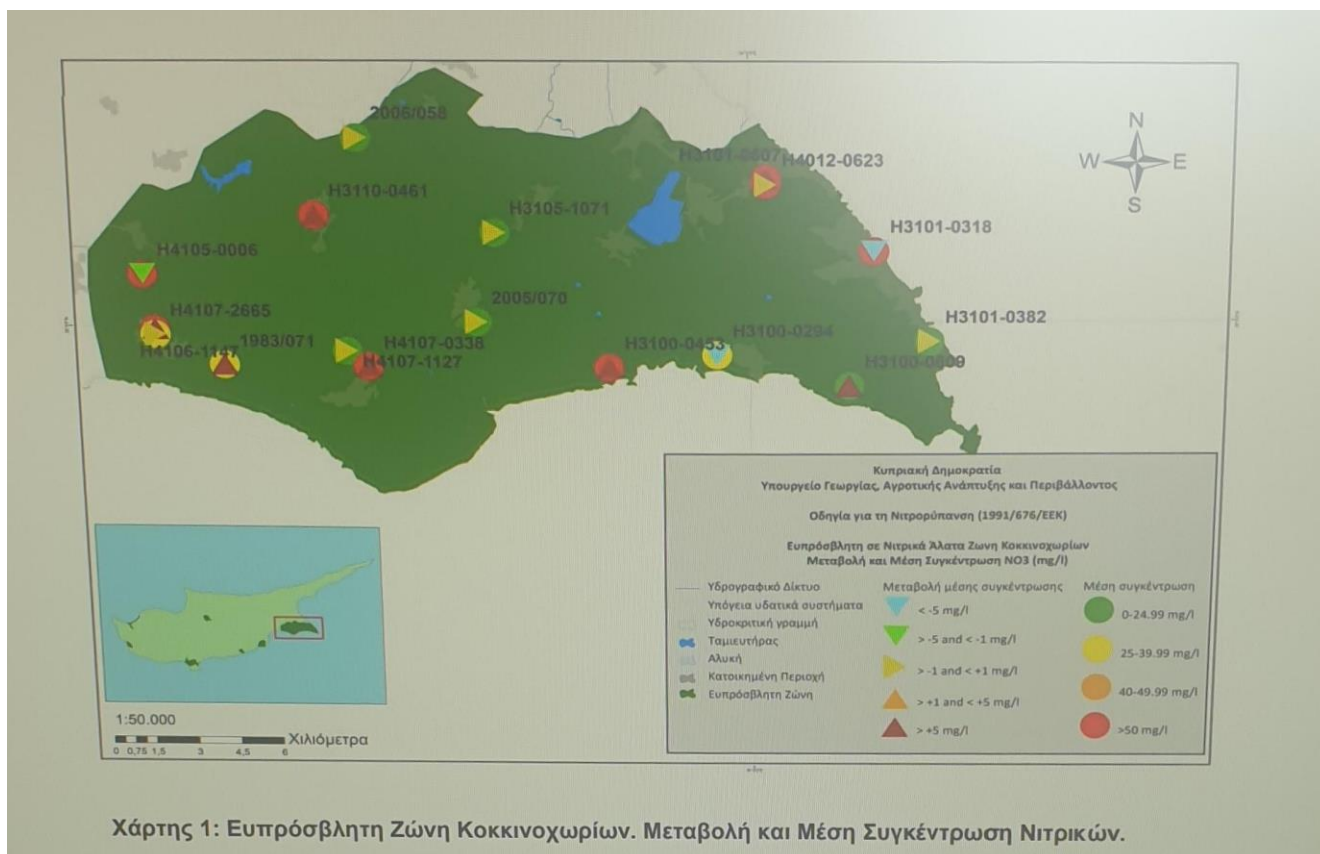 2006/058
H3101-0607
H4012-0623
H3110-0461
H3105-1071
H3101-0318
H4105-0006
2005/070
H4107-2665
H3101-0382
H4106-1147
1983/071
H4107-0338
H4107-1127
H3100-0453
H3100-0294
H3100-0809
N
W
E
S
Κυπριακή Δημοκρατία
Υπουργείο Γεωργίας, Αγροτικής Ανάπτυξης και Περιβάλλοντος
Οδηγία για τη Νιτρορύπανση (1991/676/ΕΕΚ)
Ευπρόσβλητη σε Νιτρικά Άλατα Ζωνη Κοκκινοχωρίων
Μεταβολή και Μέση Συγκέντρωση NO3 (mg/l)
Υδρογραφικό Δίκτυο
Υπόγεια υδατικά συστήματα
Υδροκριτική γραμμή
Ταμιευτήρας
Αλυκή
Κατοικημένη Περιοχή
Ευπρόσβλητη Ζώνη
Μεταβολή μέσης συγκέντρωσης
< -5 mg/l
> -5 and < -1 mg/l
> -1 and < +1 mg/l
> +1 and < +5 mg/l
> +5 mg/l
Μέση συγκέντρωση
0-24.99 mg/l
25-39.99 mg/l
40-49.99 mg/l
>50 mg/l
1:50.000
Χιλιόμετρα
0 0,75 1,5 3 4,5 6
Χάρτης 1: Ευπρόσβλητη Ζώνη Κοκκινοχωρίων. Μεταβολή και Μέση Συγκέντρωση Νιτρικών.